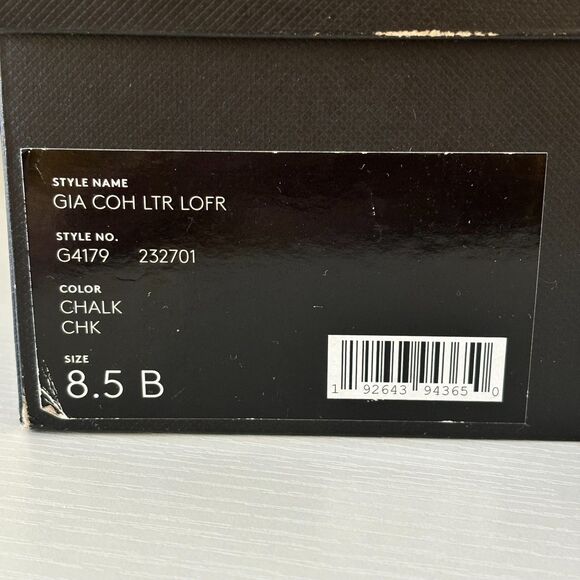 STYLE NAME
GIA COH LTR LOFR
STYLE NO.
G4179 232701
COLOR
CHALK
CHK
SIZE
8.5 B
1 92643 94365 0